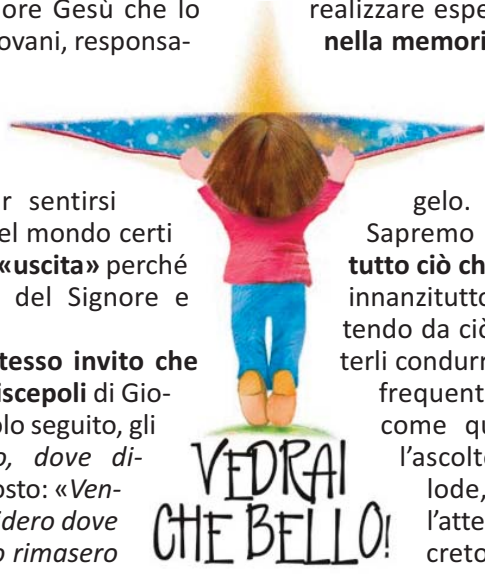 ore Gesù che lo
ovani, responsa-
r sentirsi
el mondo certi
«uscita» perché
del Signore e
tesso invito che
iscepoli di Gio-
olo seguito, gli
o, dove di-
osto: «Ven-
dero dove
o rimasero
VEDRAI
CHE BELLO!
realizzare espe
nella memori
gelo.
Sapremo
tutto ciò ch
innanzitutto
tendo da ciò
terli condurr
frequent
come qu
l'ascolto
lode,
l'atte
creto